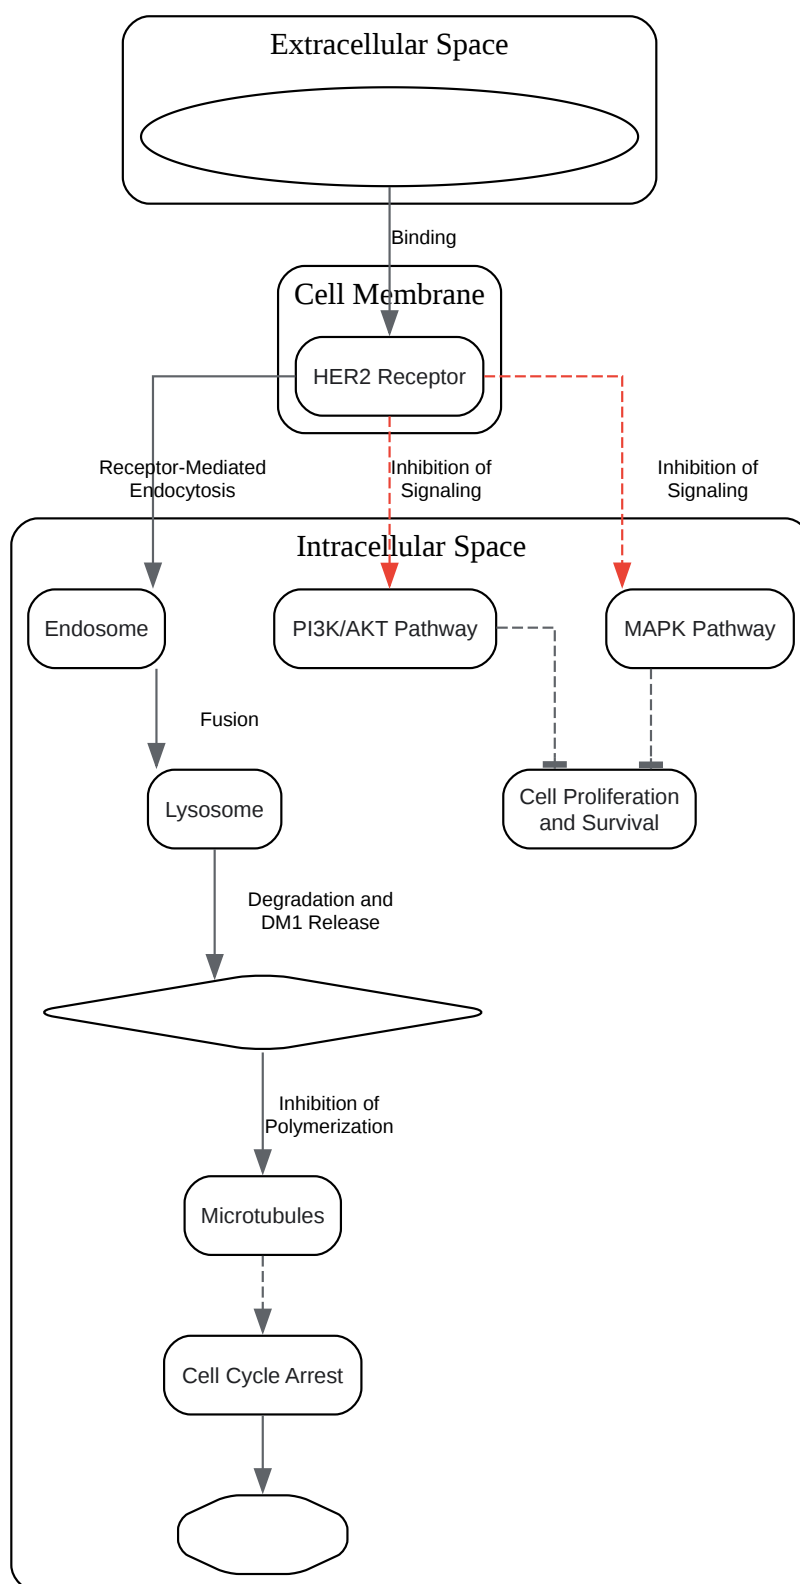 Extracellular Space
Binding
Cell Membrane
HER2 Receptor
Receptor-Mediated
Endocytosis
Inhibition of
Signaling
Inhibition of
Signaling
Intracellular Space
Endosome
PI3K/AKT Pathway
MAPK Pathway
Fusion
Lysosome
Cell Proliferation
and Survival
Degradation and
DM1 Release
Inhibition of
Polymerization
Microtubules
Cell Cycle Arrest